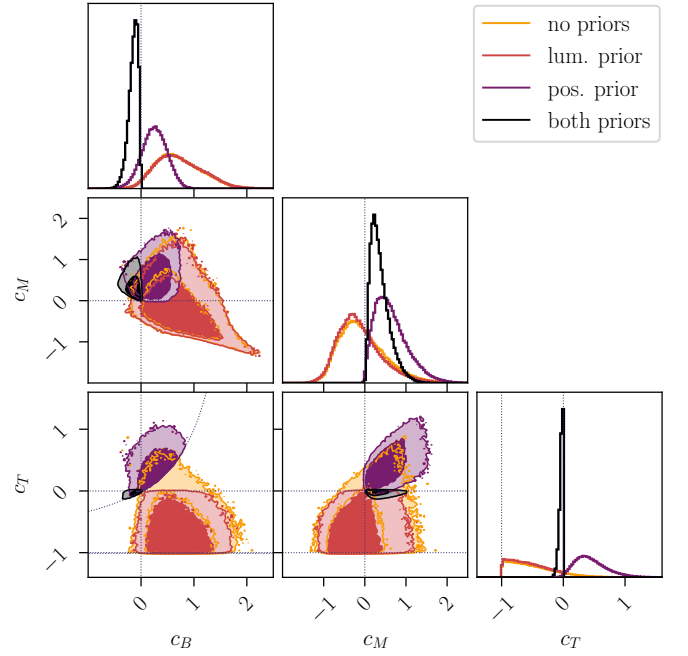 no priors
lum. prior
pos. prior
both priors
2
1
0
−1
c_M
1
0
−1
c_T
0
1
2
c_B
−1
0
1
2
c_M
−1
0
1
c_T